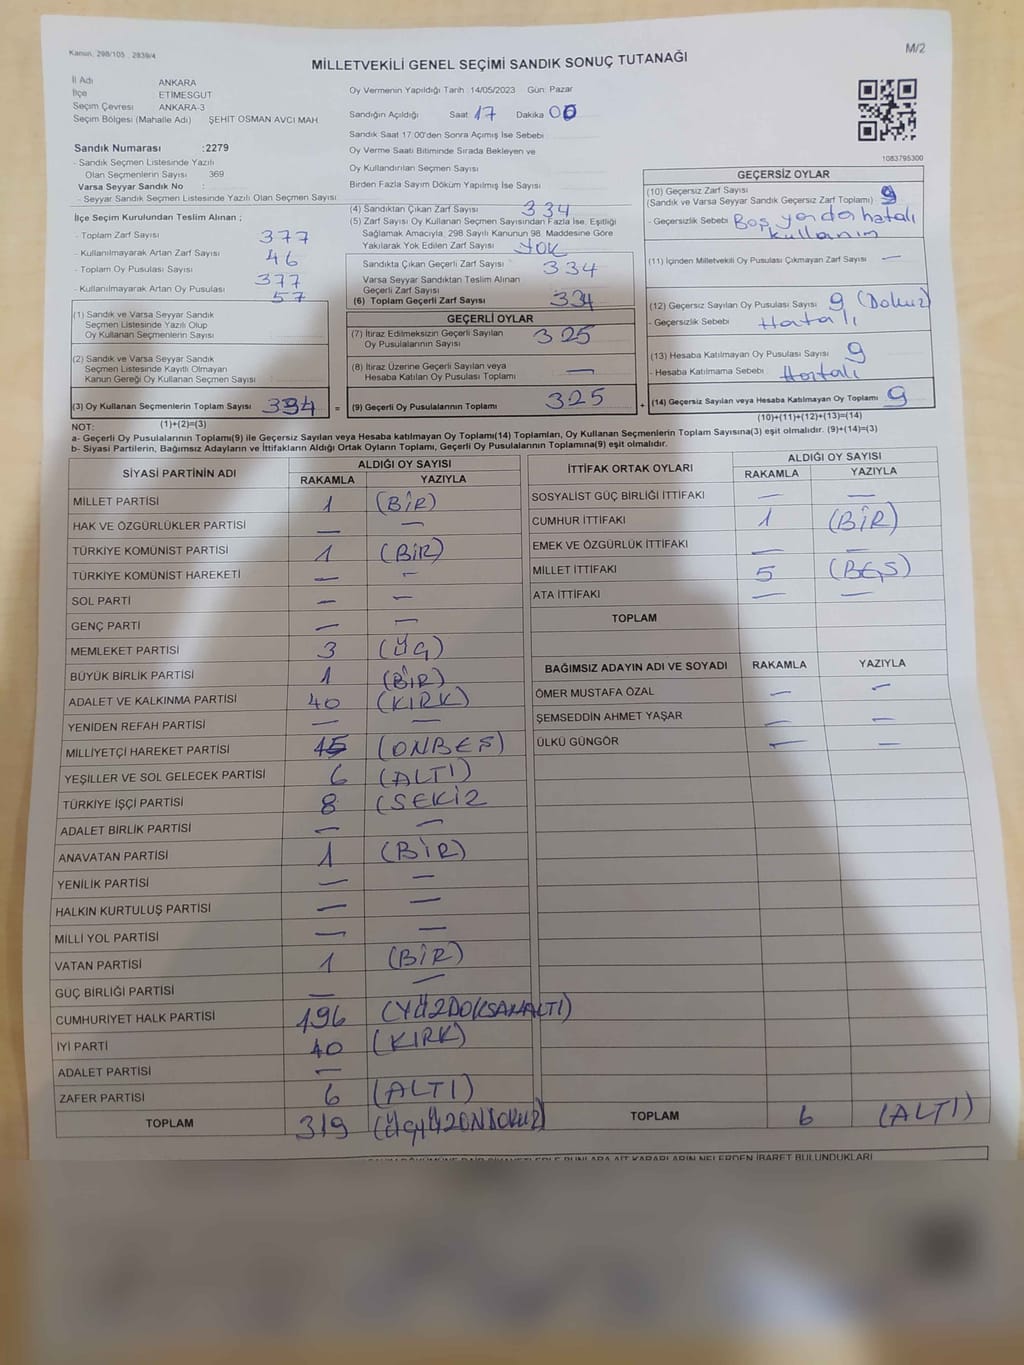 Kanun, 298/105 , 2839/4
M/2
MİLLETVEKİLİ GENEL SEÇİMİ SANDIK SONUÇ TUTANAĞI
İl Adı ANKARA
İlçe ETİMESGUT
Seçim Çevresi ANKARA-3
Seçim Bölgesi (Mahalle Adı) ŞEHİT OSMAN AVCI MAH
Sandık Numarası :2279
- Sandık Seçmen Listesinde Yazılı
Olan Seçmenlerin Sayısı 369
Varsa Seyyar Sandık No :
- Seyyar Sandık Seçmen Listesinde Yazılı Olan Seçmen Sayısı
Oy Vermenin Yapıldığı Tarih : 14/05/2023 Gün: Pazar
Sandığın Açıldığı Saat 17 Dakika 00
Sandık Saat 17:00'den Sonra Açımış İse Sebebi
Oy Verme Saati Bitiminde Sırada Bekleyen ve
Oy Kullandırılan Seçmen Sayısı
Birden Fazla Sayım Döküm Yapılmış İse Sayısı
1083795300
İlçe Seçim Kurulundan Teslim Alınan ;
- Toplam Zarf Sayısı 377
- Kullanılmayarak Artan Zarf Sayısı 46
- Toplam Oy Pusulası Sayısı 377
- Kullanılmayarak Artan Oy Pusulası 57
(1) Sandık ve Varsa Seyyar Sandık
Seçmen Listesinde Yazılı Olup
Oy Kullanan Seçmenlerin Sayısı :
(2) Sandık ve Varsa Seyyar Sandık
Seçmen Listesinde Kayıtlı Olmayan
Kanun Gereği Oy Kullanan Seçmen Sayısı :
(3) Oy Kullanan Seçmenlerin Toplam Sayısı 334 =
(1)+(2)=(3)
(4) Sandıktan Çıkan Zarf Sayısı 334
(5) Zarf Sayısı Oy Kullanan Seçmen Sayısından Fazla İse, Eşitliği
Sağlamak Amacıyla, 298 Sayılı Kanunun 98. Maddesine Göre
Yakılarak Yok Edilen Zarf Sayısı YOK
Sandıkta Çıkan Geçerli Zarf Sayısı 334
Varsa Seyyar Sandıktan Teslim Alınan
Geçerli Zarf Sayısı
(6) Toplam Geçerli Zarf Sayısı 334
GEÇERLİ OYLAR
(7) İtiraz Edilmeksizin Geçerli Sayılan
Oy Pusulalarının Sayısı 325
(8) İtiraz Üzerine Geçerli Sayılan veya
Hesaba Katılan Oy Pusulası Toplamı —
(9) Geçerli Oy Pusulalarının Toplamı 325 +
GEÇERSİZ OYLAR
(10) Geçersiz Zarf Sayısı
(Sandık ve Varsa Seyyar Sandık Geçersiz Zarf Toplamı) 9
- Geçersizlik Sebebi Boş yada hatalı
kullanım
(11) İçinden Milletvekili Oy Pusulası Çıkmayan Zarf Sayısı —
(12) Geçersiz Sayılan Oy Pusulası Sayısı 9 (Dokuz)
- Geçersizlik Sebebi Hatalı
(13) Hesaba Katılmayan Oy Pusulası Sayısı 9
- Hesaba Katılmama Sebebi Hatalı
(14) Geçersiz Sayılan veya Hesaba Katılmayan Oy Toplamı 9
(10)+(11)+(12)+(13)=(14)
NOT:
a- Geçerli Oy Pusulalarının Toplamı(9) ile Geçersiz Sayılan veya Hesaba katılmayan Oy Toplamı(14) Toplamları, Oy Kullanan Seçmenlerin Toplam Sayısına(3) eşit olmalıdır. (9)+(14)=(3)
b- Siyasi Partilerin, Bağımsız Adayların ve İttifakların Aldığı Ortak Oyların Toplamı, Geçerli Oy Pusulalarının Toplamına(9) eşit olmalıdır.
SİYASİ PARTİNİN ADI ALDIĞI OY SAYISI
RAKAMLA YAZIYLA
MİLLET PARTİSİ 1 (BİR)
HAK VE ÖZGÜRLÜKLER PARTİSİ — —
TÜRKİYE KOMÜNİST PARTİSİ 1 (BİR)
TÜRKİYE KOMÜNİST HAREKETİ — —
SOL PARTİ — —
GENÇ PARTİ — —
MEMLEKET PARTİSİ 3 (ÜÇ)
BÜYÜK BİRLİK PARTİSİ 1 (BİR)
ADALET VE KALKINMA PARTİSİ 40 (KIRK)
YENİDEN REFAH PARTİSİ — —
MİLLİYETÇİ HAREKET PARTİSİ 15 (ONBEŞ)
YEŞİLLER VE SOL GELECEK PARTİSİ 6 (ALTI)
TÜRKİYE İŞÇİ PARTİSİ 8 (SEKİZ
ADALET BİRLİK PARTİSİ — —
ANAVATAN PARTİSİ 1 (BİR)
YENİLİK PARTİSİ — —
HALKIN KURTULUŞ PARTİSİ — —
MİLLİ YOL PARTİSİ — —
VATAN PARTİSİ 1 (BİR)
GÜÇ BİRLİĞİ PARTİSİ — —
CUMHURİYET HALK PARTİSİ 196 (YÜZDOKSANALTI)
İYİ PARTİ 40 (KIRK)
ADALET PARTİSİ —
ZAFER PARTİSİ 6 (ALTI)
TOPLAM 319 (ÜçYÜZONDOKUZ)
İTTİFAK ORTAK OYLARI ALDIĞI OY SAYISI
RAKAMLA YAZIYLA
SOSYALİST GÜÇ BİRLİĞİ İTTİFAKI — —
CUMHUR İTTİFAKI 1 (BİR)
EMEK VE ÖZGÜRLÜK İTTİFAKI — —
MİLLET İTTİFAKI 5 (BEŞ)
ATA İTTİFAKI — —
TOPLAM
BAĞIMSIZ ADAYIN ADI VE SOYADI RAKAMLA YAZIYLA
ÖMER MUSTAFA ÖZAL — —
ŞEMSEDDİN AHMET YAŞAR — —
ÜLKÜ GÜNGÖR — —
TOPLAM 6 (ALTI)